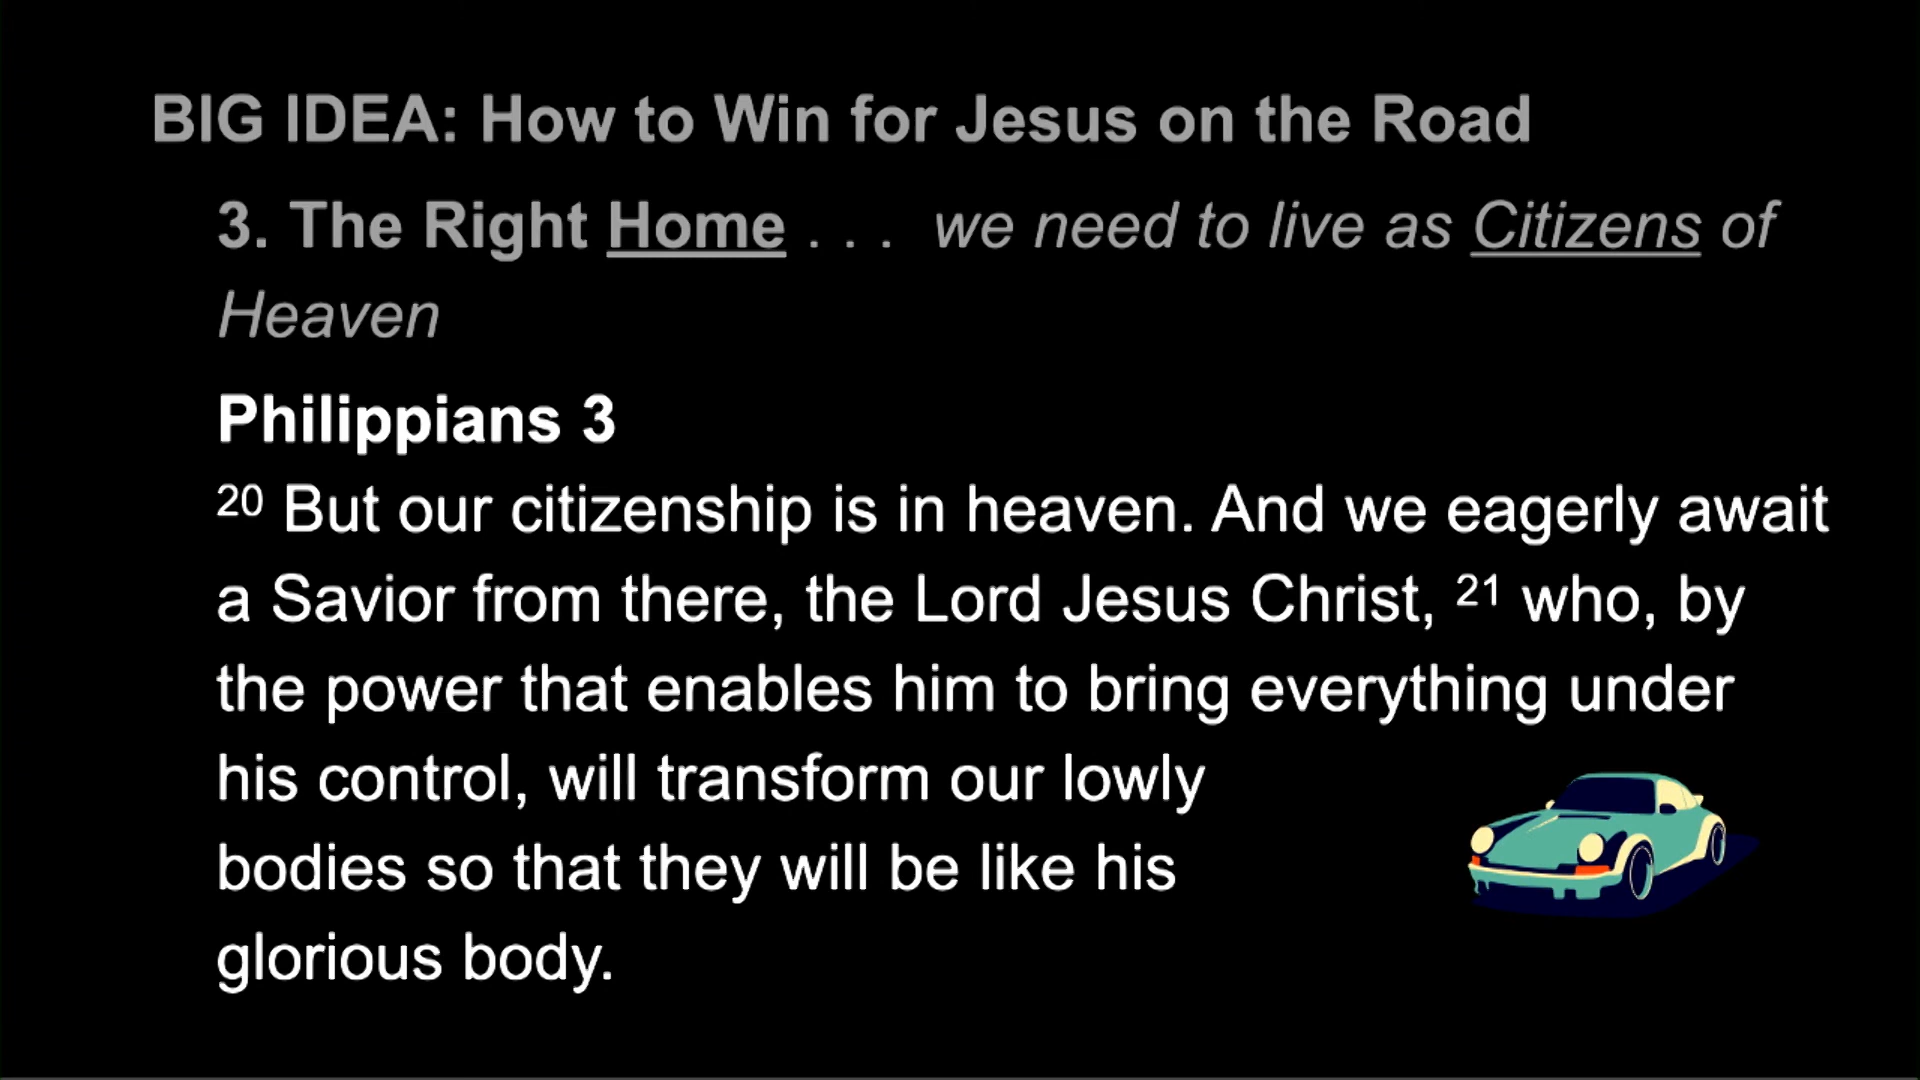 BIG IDEA: How to Win for Jesus on the Road
3. The Right Home . . . we need to live as Citizens of
Heaven
Philippians 3
20 But our citizenship is in heaven. And we eagerly await
a Savior from there, the Lord Jesus Christ, 21 who, by
the power that enables him to bring everything under
his control, will transform our lowly
bodies so that they will be like his
glorious body.